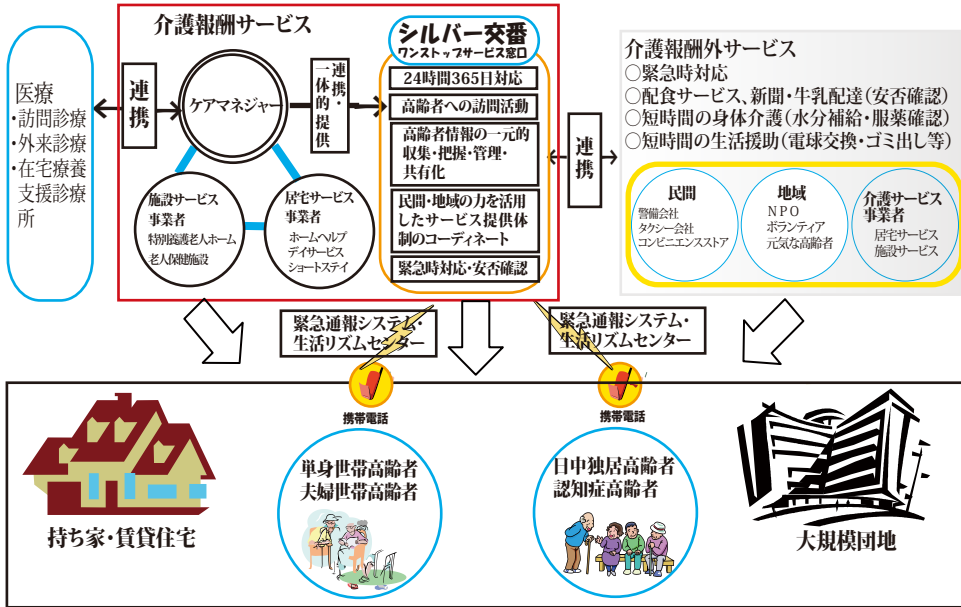 介護報酬サービス
医療
・訪問診療
・外来診療
・在宅療養
支援診療
所
連携
ケアマネジャー
連携・
一体的提供
施設サービス
事業者
特別養護老人ホーム
老人保健施設
居宅サービス
事業者
ホームヘルプ
デイサービス
ショートステイ
シルバー交番
ワンストップサービス窓口
24時間365日対応
高齢者への訪問活動
高齢者情報の一元的
収集・把握・管理・
共有化
民間・地域の力を活用
したサービス提供体
制のコーディネート
緊急時対応・安否確認
連携
介護報酬外サービス
○緊急時対応
○配食サービス、新聞・牛乳配達(安否確認)
○短時間の身体介護(水分補給・服薬確認)
○短時間の生活援助(電球交換・ゴミ出し等)
民間
警備会社
タクシー会社
コンビニエンスストア
地域
NPO
ボランティア
元気な高齢者
介護サービス
事業者
居宅サービス
施設サービス
緊急通報システム・
生活リズムセンター
緊急通報システム・
生活リズムセンター
携帯電話
携帯電話
単身世帯高齢者
夫婦世帯高齢者
日中独居高齢者
認知症高齢者
持ち家・賃貸住宅
大規模団地